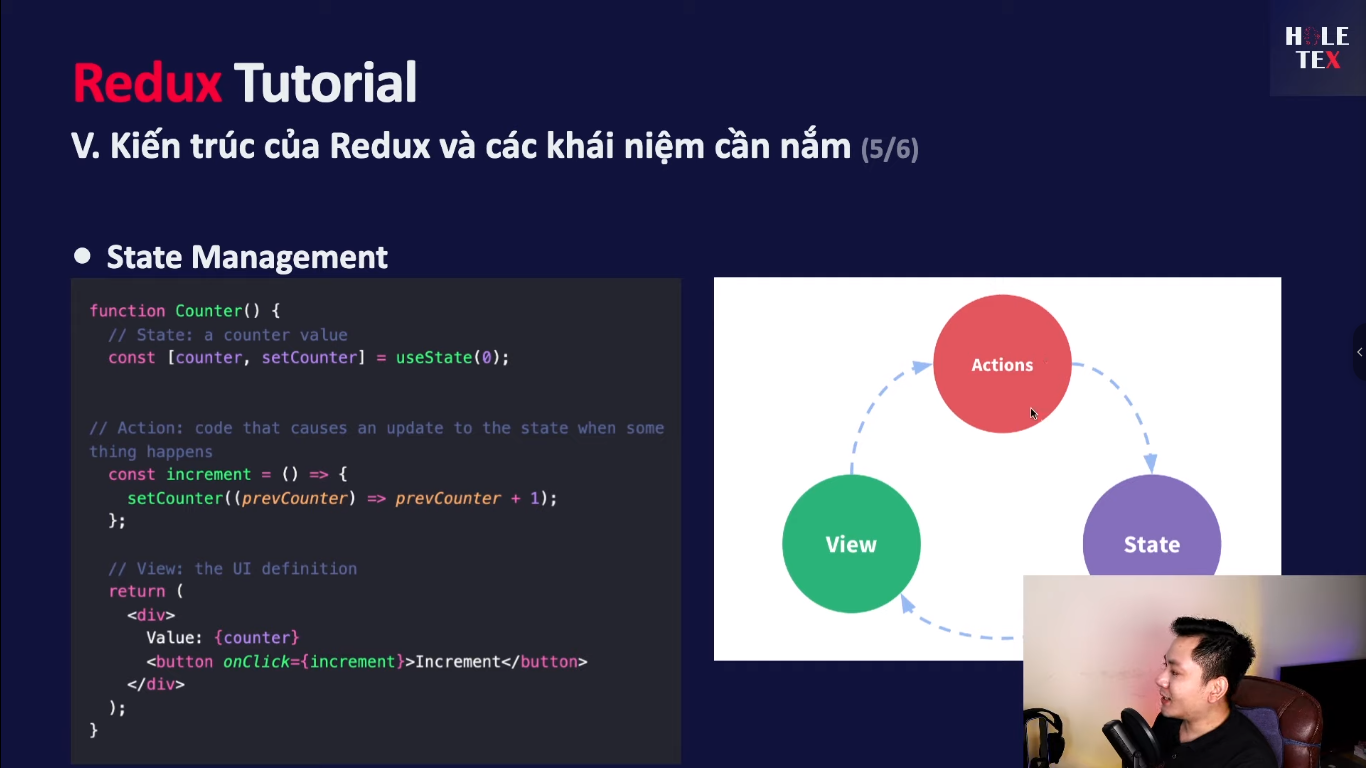 HOLE
TEX
Redux Tutorial
V. Kiến trúc của Redux và các khái niệm cần nắm (5/6)
● State Management
function Counter() {
// State: a counter value
const [counter, setCounter] = useState(0);
// Action: code that causes an update to the state when some
thing happens
const increment = () => {
setCounter((prevCounter) => prevCounter + 1);
};
// View: the UI definition
return (
<div>
Value: {counter}
<button onClick={increment}>Increment</button>
</div>
);
}
Actions
View
State